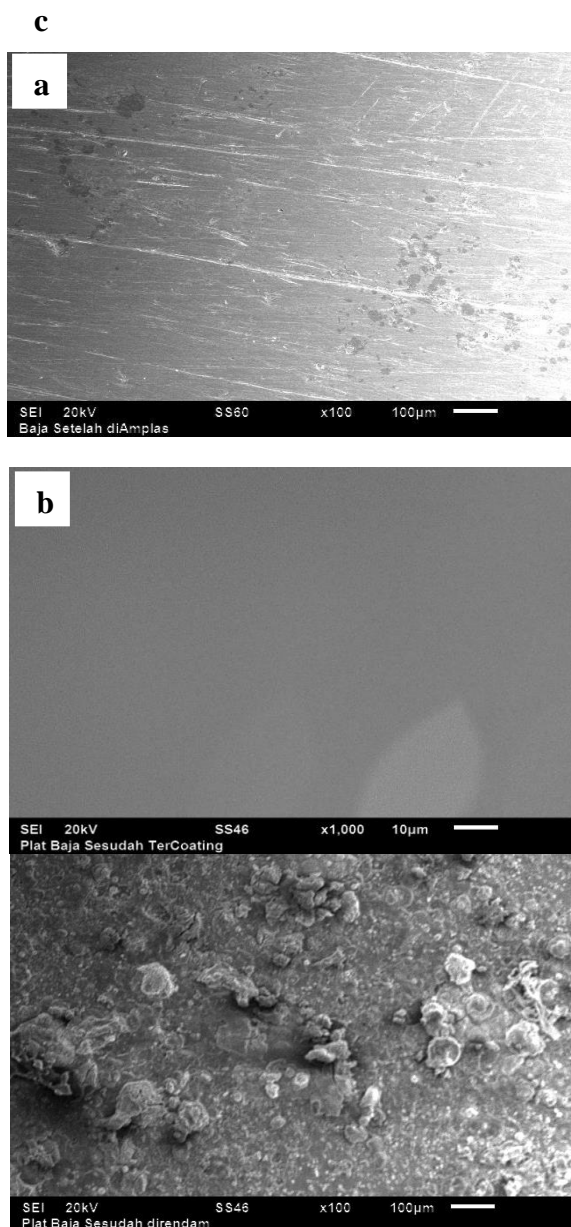 c
a
SEI 20kV SS60 x100 100µm
Baja Setelah diAmplas
b
SEI 20kV SS46 x1,000 10µm
Plat Baja Sesudah TerCoating
SEI 20kV SS46 x100 100µm
Plat Baja Sesudah direndam